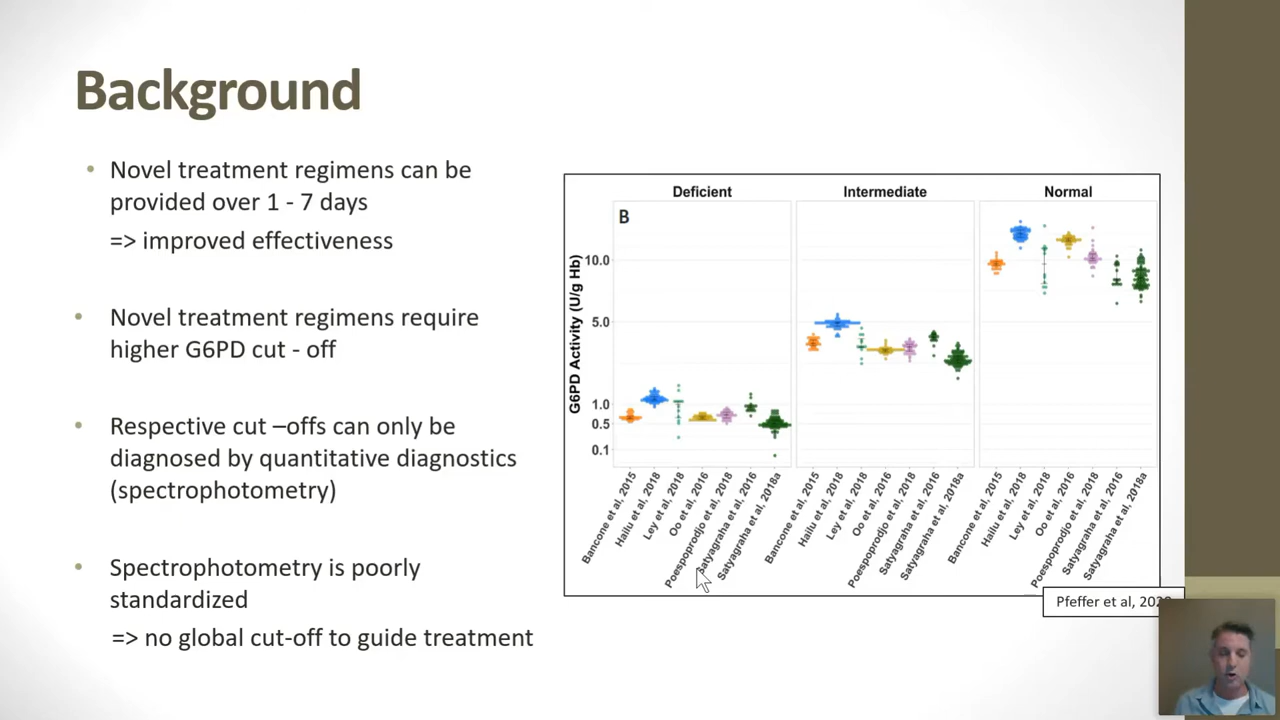 Background
• Novel treatment regimens can be
provided over 1 - 7 days
=> improved effectiveness
• Novel treatment regimens require
higher G6PD cut - off
• Respective cut –offs can only be
diagnosed by quantitative diagnostics
(spectrophotometry)
• Spectrophotometry is poorly
standardized
=> no global cut-off to guide treatment
Deficient
Intermediate
Normal
B
G6PD Activity (U/g Hb)
10.0
5.0
1.0
0.5
0.1
Bancone et al, 2015
Hailu et al, 2018
Ley et al, 2018
Oo et al, 2016
Poespoprodjo et al, 2018
Satyagraha et al, 2016
Satyagraha et al, 2018a
Bancone et al, 2015
Hailu et al, 2018
Ley et al, 2018
Oo et al, 2016
Poespoprodjo et al, 2018
Satyagraha et al, 2016
Satyagraha et al, 2018a
Bancone et al, 2015
Hailu et al, 2018
Ley et al, 2018
Oo et al, 2016
Poespoprodjo et al, 2018
Satyagraha et al, 2016
Satyagraha et al, 2018a
Pfeffer et al,